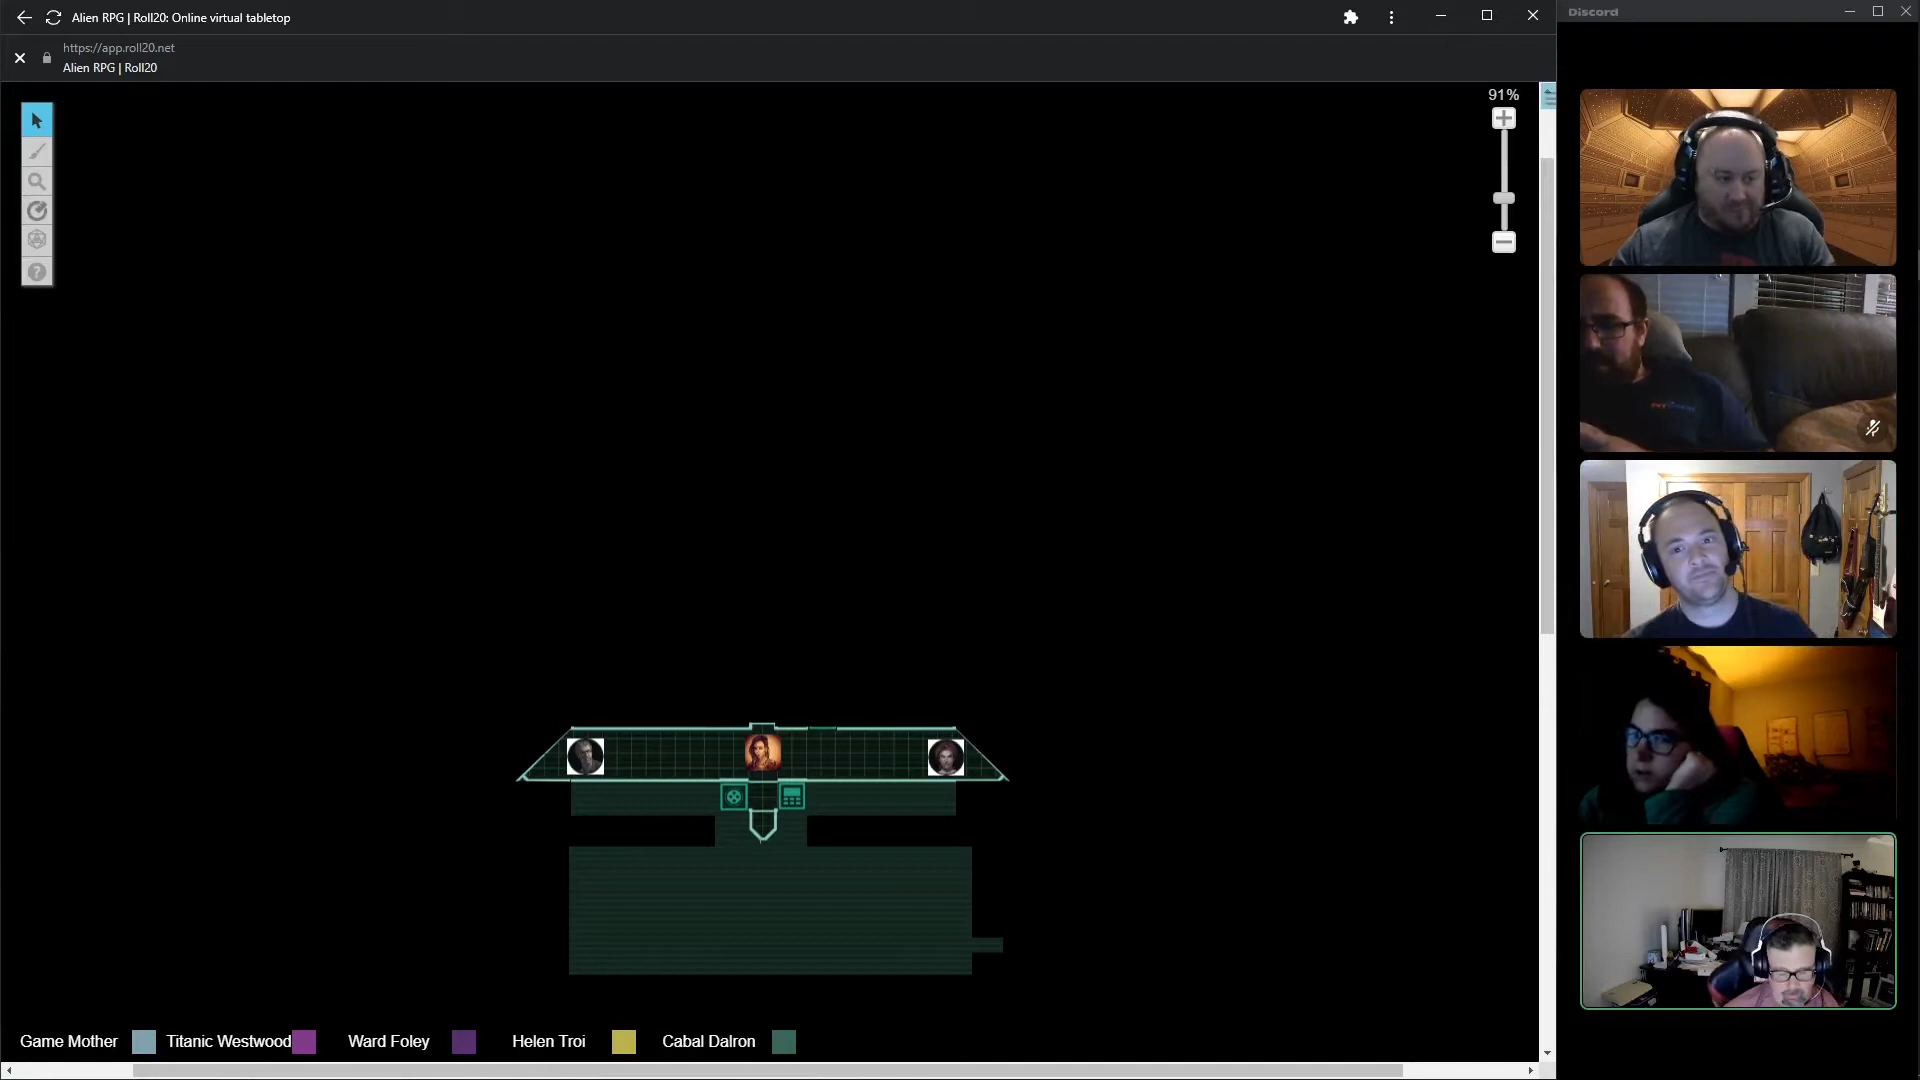 Alien RPG | Roll20: Online virtual tabletop
Discord
https://app.roll20.net
Alien RPG | Roll20
91%
Game Mother
Titanic Westwood
Ward Foley
Helen Troi
Cabal Dalron